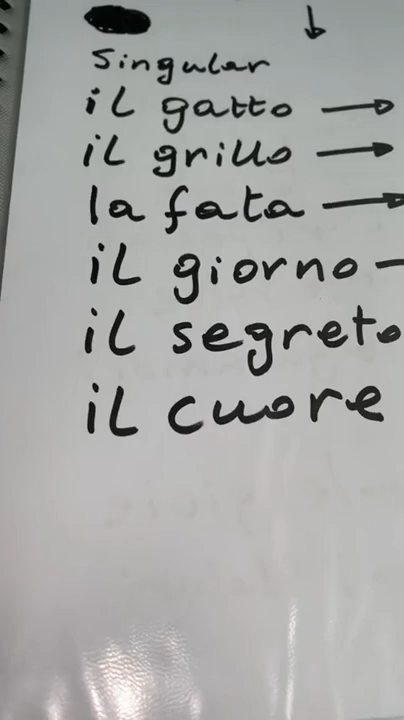 Singular
il gatto →
il grillo →
la fata →
il giorno
il segreto
il cuore